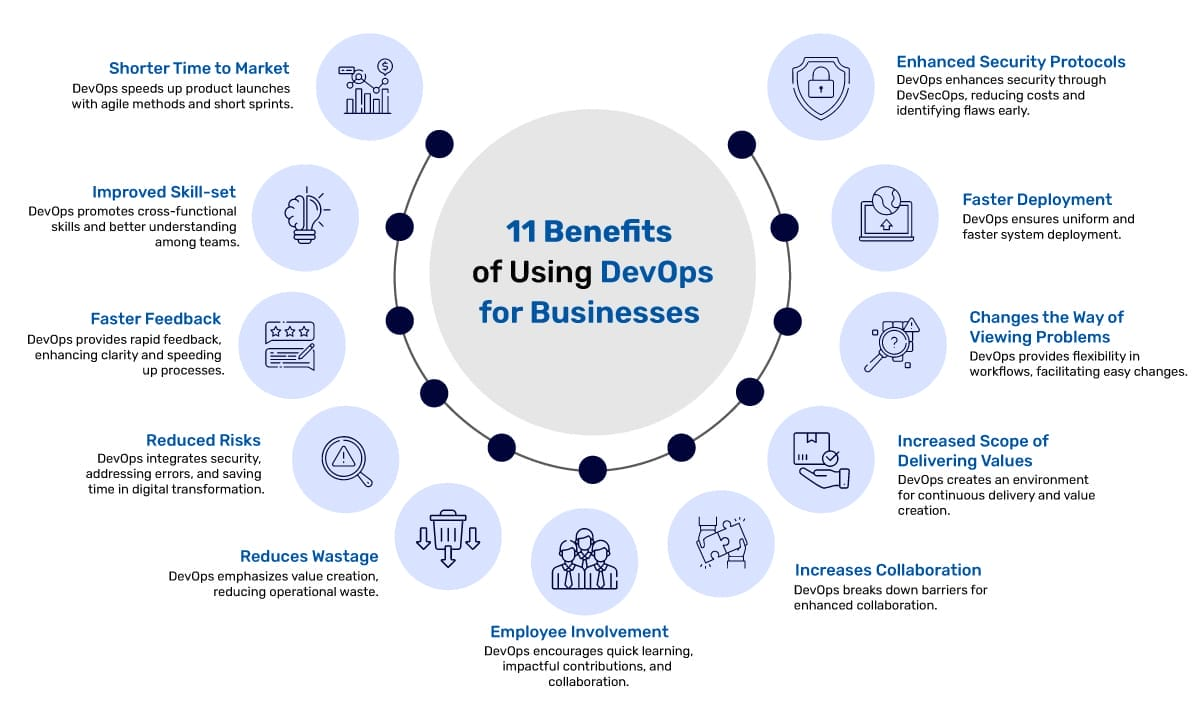 11 Benefits
of Using DevOps
for Businesses
Shorter Time to Market
DevOps speeds up product launches
with agile methods and short sprints.
Improved Skill-set
DevOps promotes cross-functional
skills and better understanding
among teams.
Faster Feedback
DevOps provides rapid feedback,
enhancing clarity and speeding
up processes.
Reduced Risks
DevOps integrates security,
addressing errors, and saving
time in digital transformation.
Reduces Wastage
DevOps emphasizes value creation,
reducing operational waste.
Employee Involvement
DevOps encourages quick learning,
impactful contributions, and
collaboration.
Increases Collaboration
DevOps breaks down barriers for
enhanced collaboration.
Increased Scope of
Delivering Values
DevOps creates an environment
for continuous delivery and value
creation.
Changes the Way of
Viewing Problems
DevOps provides flexibility in
workflows, facilitating easy changes.
Faster Deployment
DevOps ensures uniform and
faster system deployment.
Enhanced Security Protocols
DevOps enhances security through
DevSecOps, reducing costs and
identifying flaws early.